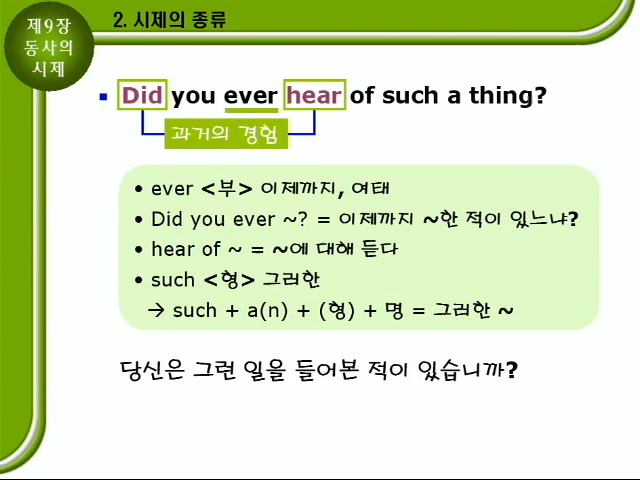 제9장
동사의
시제
2. 시제의 종류
▪ Did you ever hear of such a thing?
과거의 경험
• ever <부> 이제까지, 여태
• Did you ever ~? = 이제까지 ~한 적이 있느냐?
• hear of ~ = ~에 대해 듣다
• such <형> 그러한
→ such + a(n) + (형) + 명 = 그러한 ~
당신은 그런 일을 들어본 적이 있습니까?